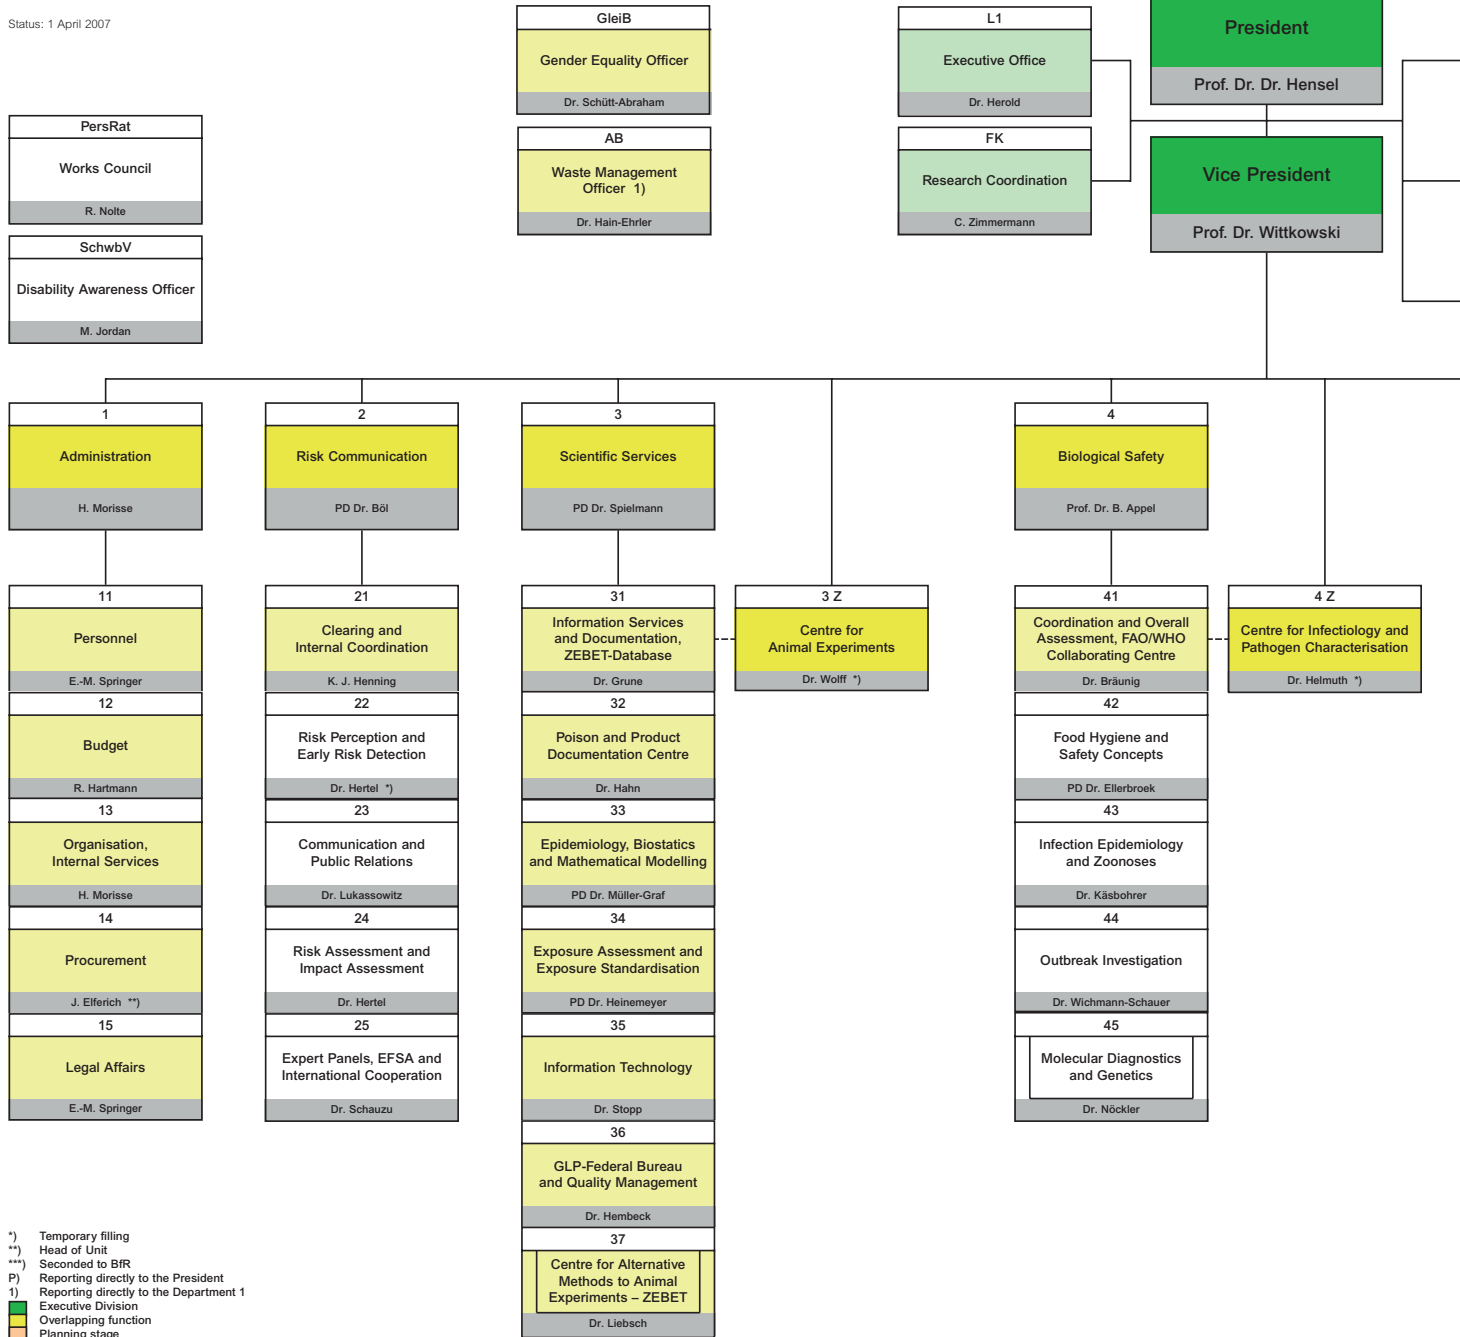 Status: 1 April 2007
GleiB
Gender Equality Officer
Dr. Schütt-Abraham
L1
Executive Office
Dr. Herold
President
Prof. Dr. Dr. Hensel
PersRat
Works Council
R. Nolte
AB
Waste Management
Officer 1)
Dr. Hain-Ehrler
FK
Research Coordination
C. Zimmermann
Vice President
Prof. Dr. Wittkowski
SchwbV
Disability Awareness Officer
M. Jordan
1
Administration
H. Morisse
2
Risk Communication
PD Dr. Böl
3
Scientific Services
PD Dr. Spielmann
4
Biological Safety
Prof. Dr. B. Appel
11
Personnel
E.-M. Springer
12
Budget
R. Hartmann
13
Organisation,
Internal Services
H. Morisse
14
Procurement
J. Elferich **)
15
Legal Affairs
E.-M. Springer
21
Clearing and
Internal Coordination
K. J. Henning
22
Risk Perception and
Early Risk Detection
Dr. Hertel *)
23
Communication and
Public Relations
Dr. Lukassowitz
24
Risk Assessment and
Impact Assessment
Dr. Hertel
25
Expert Panels, EFSA and
International Cooperation
Dr. Schauzu
31
Information Services
and Documentation,
ZEBET-Database
Dr. Grune
32
Poison and Product
Documentation Centre
Dr. Hahn
33
Epidemiology, Biostatics
and Mathematical Modelling
PD Dr. Müller-Graf
34
Exposure Assessment and
Exposure Standardisation
PD Dr. Heinemeyer
35
Information Technology
Dr. Stopp
36
GLP-Federal Bureau
and Quality Management
Dr. Hembeck
37
Centre for Alternative
Methods to Animal
Experiments – ZEBET
Dr. Liebsch
3 Z
Centre for
Animal Experiments
Dr. Wolff *)
41
Coordination and Overall
Assessment, FAO/WHO
Collaborating Centre
Dr. Bräunig
42
Food Hygiene and
Safety Concepts
PD Dr. Ellerbroek
43
Infection Epidemiology
and Zoonoses
Dr. Käsbohrer
44
Outbreak Investigation
Dr. Wichmann-Schauer
45
Molecular Diagnostics
and Genetics
Dr. Nöckler
4 Z
Centre for Infectiology and
Pathogen Characterisation
Dr. Helmuth *)
*) Temporary filling
**) Head of Unit
***) Seconded to BfR
P) Reporting directly to the President
1) Reporting directly to the Department 1
Executive Division
Overlapping function
Planning stage